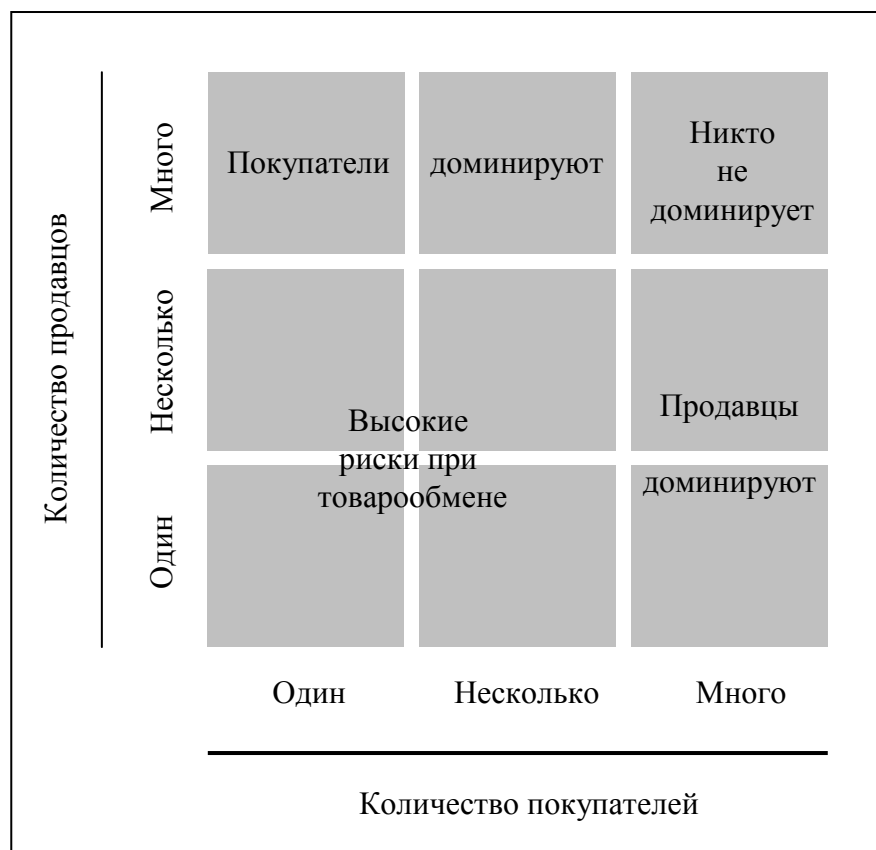 Количество продавцов
Много
Несколько
Один
Покупатели
доминируют
Никто
не
доминирует
Высокие
риски при
товарообмене
Продавцы
доминируют
Один
Несколько
Много
Количество покупателей